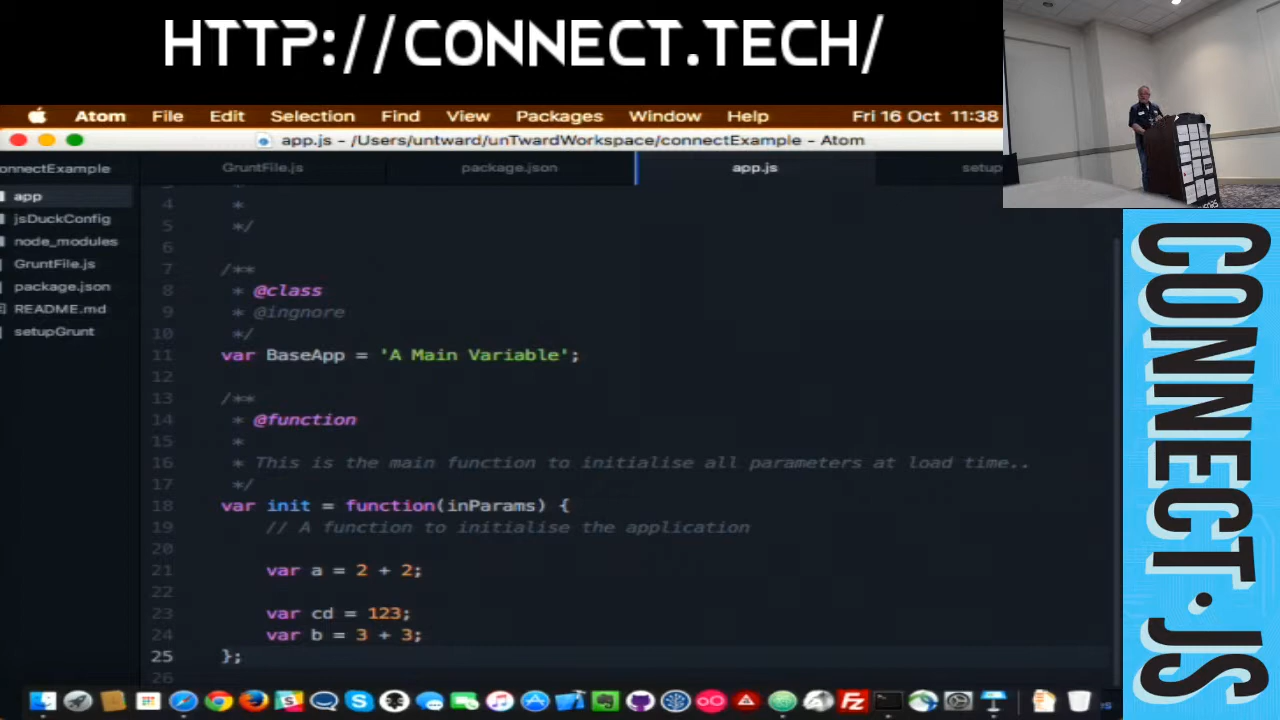 HTTP://CONNECT.TECH/
Atom File Edit Selection Find View Packages Window Help Fri 16 Oct 11:38
app.js - /Users/untward/unTwardWorkspace/connectExample - Atom
onnectExample
GruntFile.js
package.json
app.js
setup
app
jsDuckConfig
node_modules
GruntFile.js
package.json
README.md
setupGrunt
4 *
5 */
6
7 /**
8 * @class
9 * @ingnore
10 */
11 var BaseApp = 'A Main Variable';
12
13 /**
14 * @function
15 *
16 * This is the main function to initialise all parameters at load time..
17 */
18 var init = function(inParams) {
19 // A function to initialise the application
20
21 var a = 2 + 2;
22
23 var cd = 123;
24 var b = 3 + 3;
25 };
26
CONNECT.JS